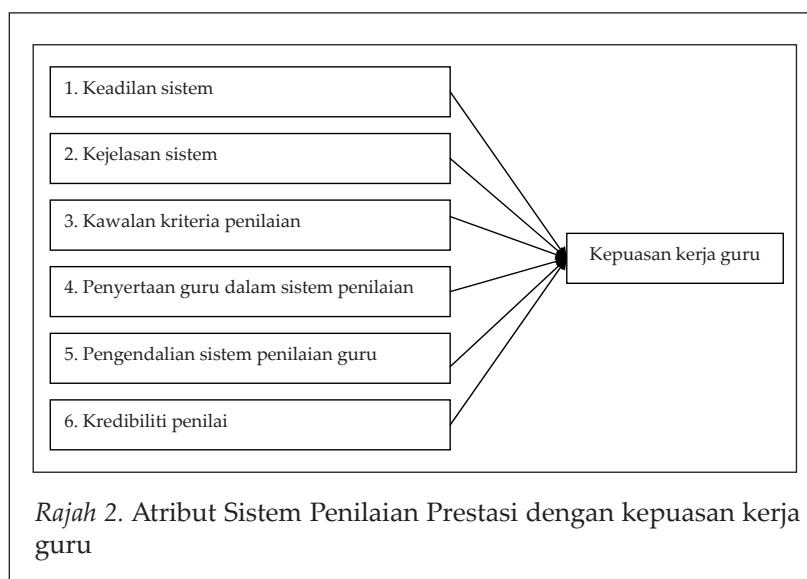 1. Keadilan sistem
2. Kejelasan sistem
3. Kawalan kriteria penilaian
4. Penyertaan guru dalam sistem penilaian
5. Pengendalian sistem penilaian guru
6. Kredibiliti penilai
Kepuasan kerja guru
Rajah 2. Atribut Sistem Penilaian Prestasi dengan kepuasan kerja
guru